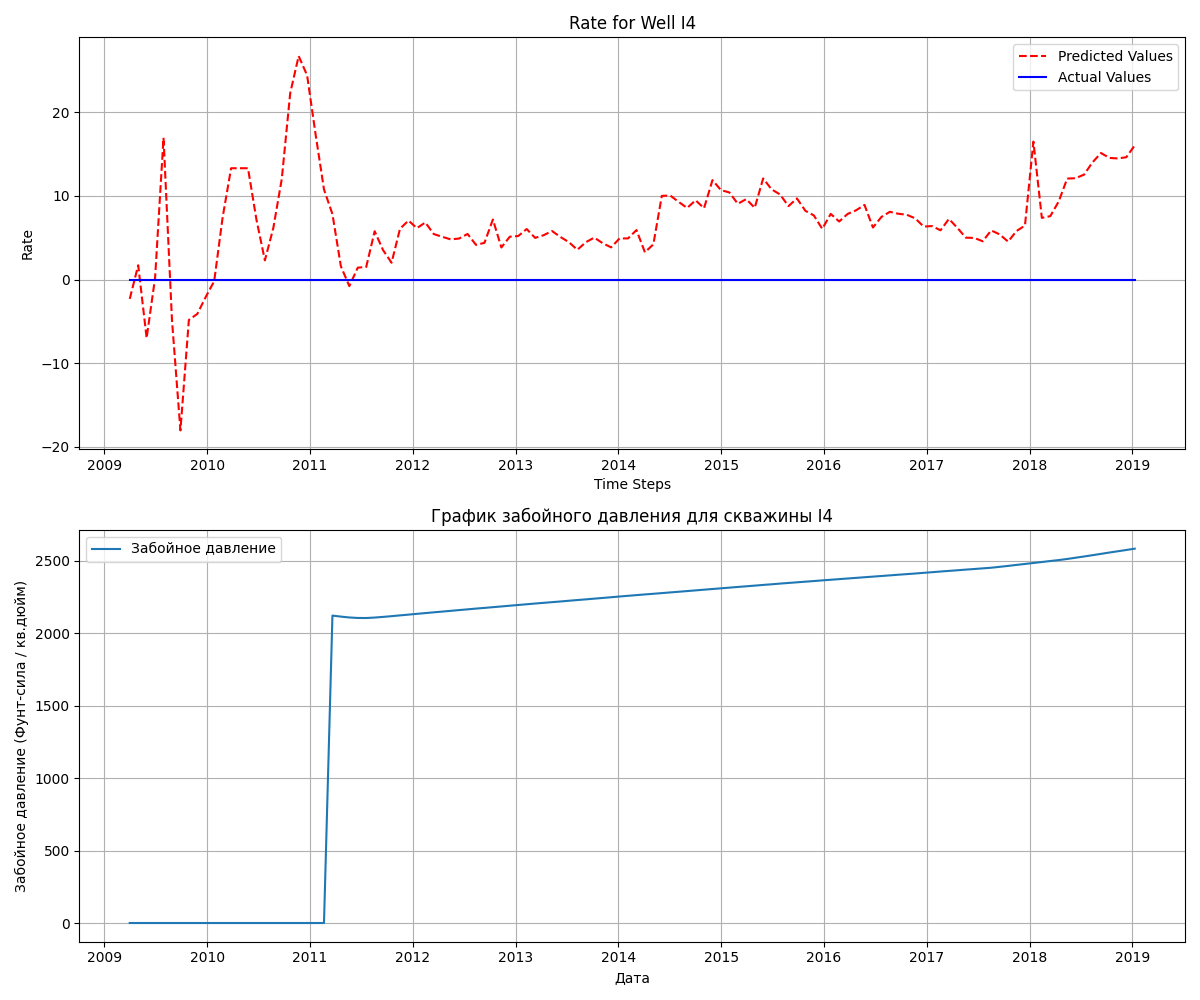 Rate for Well I4
Predicted Values
Actual Values
20
10
0
−10
−20
Rate
2009 2010 2011 2012 2013 2014 2015 2016 2017 2018 2019
Time Steps
График забойного давления для скважины I4
Забойное давление
2500
2000
1500
1000
500
0
Забойное давление (Фунт-сила / кв.дюйм)
2009 2010 2011 2012 2013 2014 2015 2016 2017 2018 2019
Дата